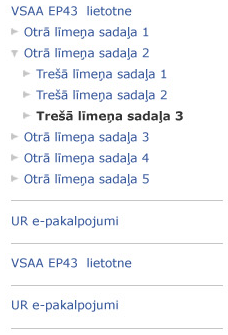 VSAA EP43 lietotne
Otrā līmeņa sadaļa 1
Otrā līmeņa sadaļa 2
Trešā līmeņa sadaļa 1
Trešā līmeņa sadaļa 2
Trešā līmeņa sadaļa 3
Otrā līmeņa sadaļa 3
Otrā līmeņa sadaļa 4
Otrā līmeņa sadaļa 5
UR e-pakalpojumi
VSAA EP43 lietotne
UR e-pakalpojumi